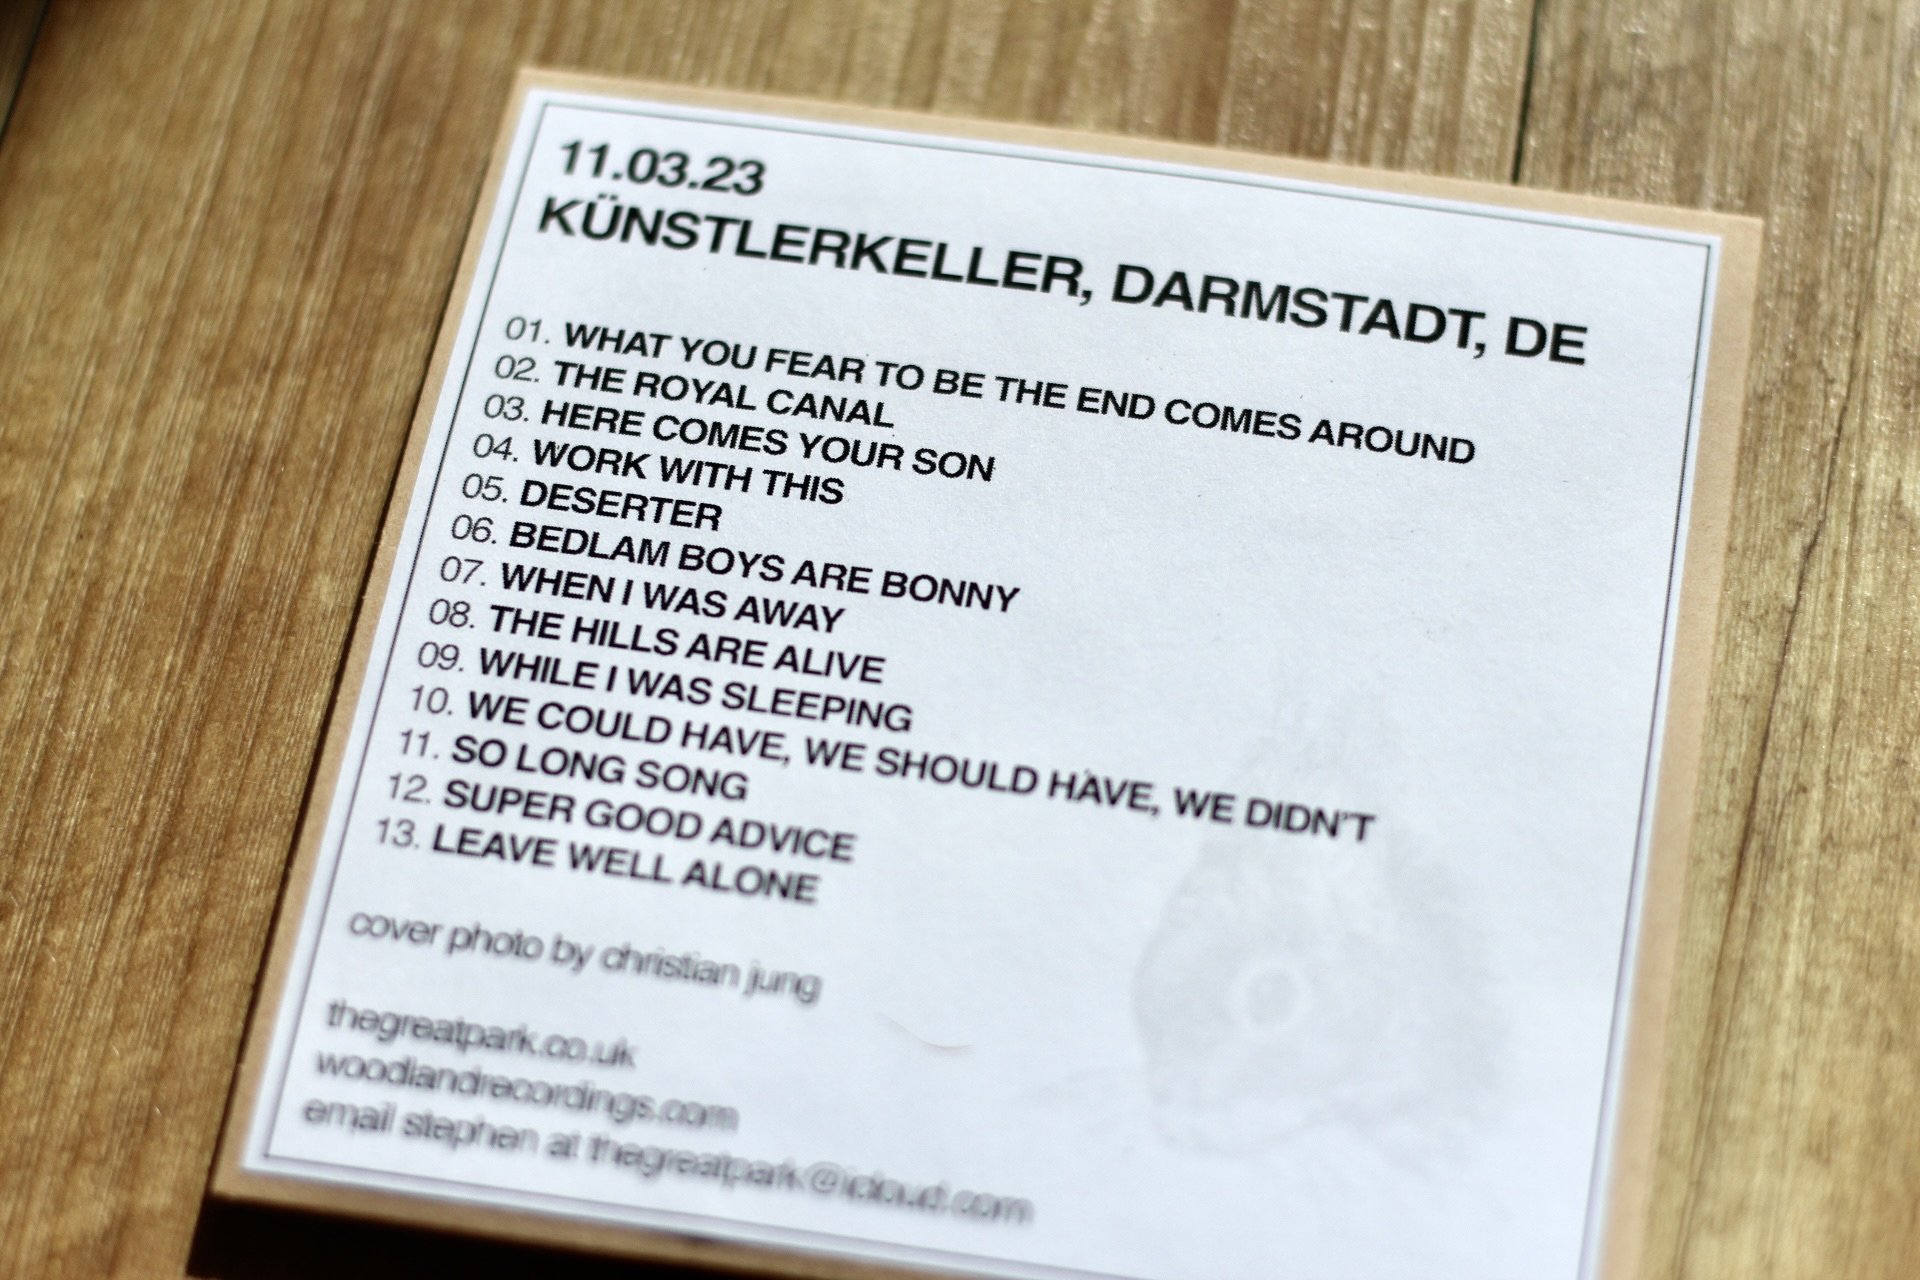 11.03.23
KÜNSTLERKELLER, DARMSTADT, DE
01. WHAT YOU FEAR TO BE THE END COMES AROUND
02. THE ROYAL CANAL
03. HERE COMES YOUR SON
04. WORK WITH THIS
05. DESERTER
06. BEDLAM BOYS ARE BONNY
07. WHEN I WAS AWAY
08. THE HILLS ARE ALIVE
09. WHILE I WAS SLEEPING
10. WE COULD HAVE, WE SHOULD HAVE, WE DIDN'T
11. SO LONG SONG
12. SUPER GOOD ADVICE
13. LEAVE WELL ALONE
cover photo by christian jung
thegreatpark.co.uk
woodlandrecordings.com
email stephen at thegreatpark@icloud.com